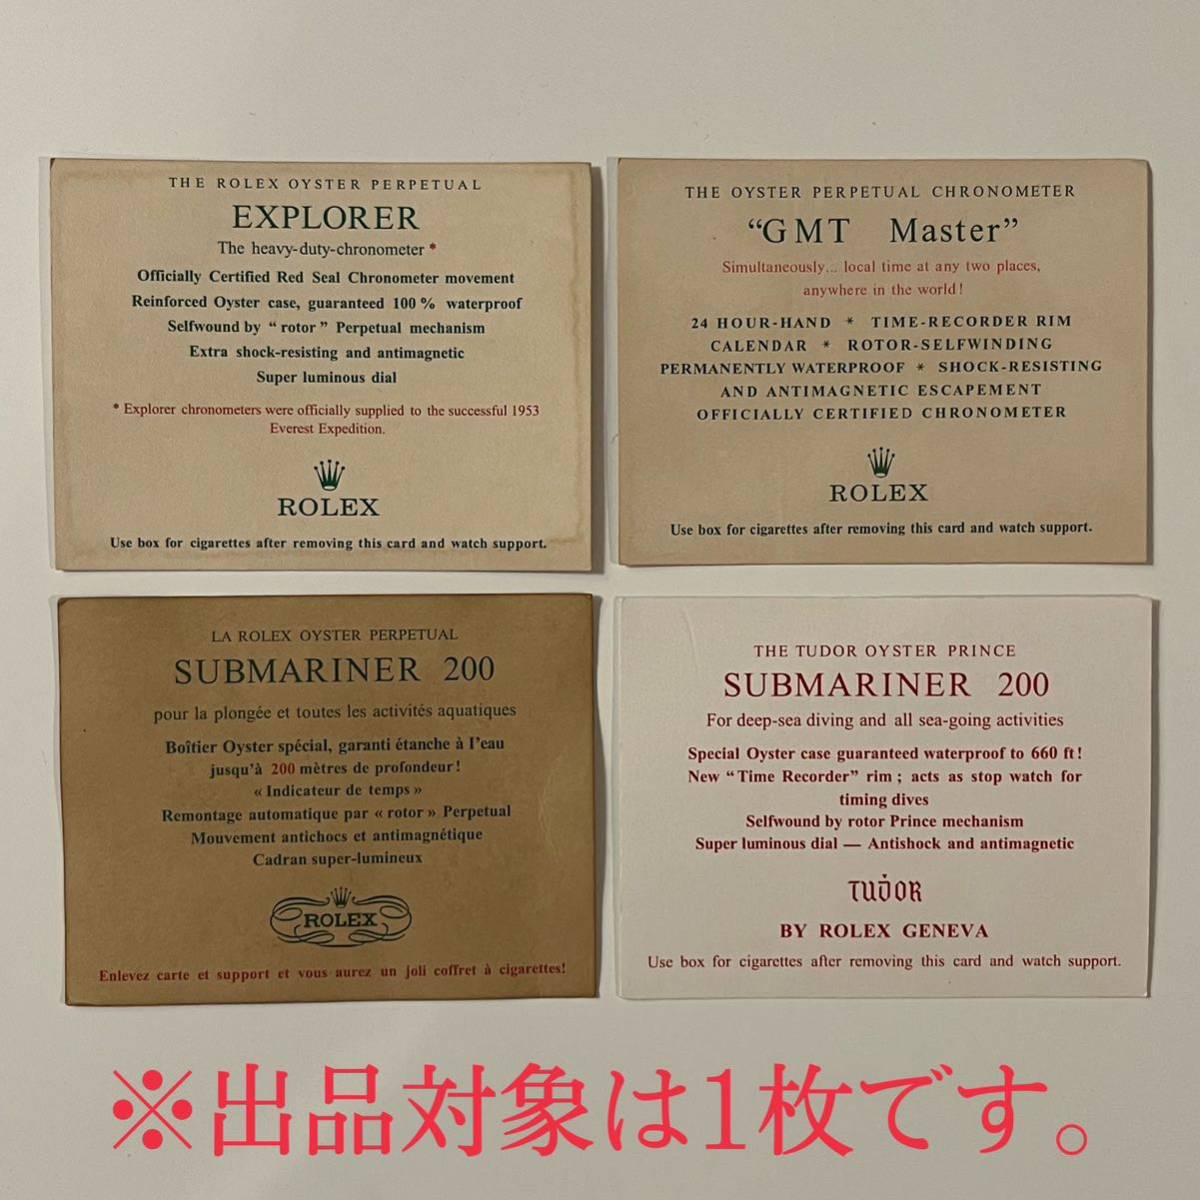 THE ROLEX OYSTER PERPETUAL
EXPLORER
The heavy-duty-chronometer *
Officially Certified Red Seal Chronometer movement
Reinforced Oyster case, guaranteed 100 % waterproof
Selfwound by “ rotor ” Perpetual mechanism
Extra shock-resisting and antimagnetic
Super luminous dial
* Explorer chronometers were officially supplied to the successful 1953
Everest Expedition.
ROLEX
Use box for cigarettes after removing this card and watch support.
THE OYSTER PERPETUAL CHRONOMETER
“GMT Master”
Simultaneously... local time at any two places,
anywhere in the world !
24 HOUR-HAND * TIME-RECORDER RIM
CALENDAR * ROTOR-SELFWINDING
PERMANENTLY WATERPROOF * SHOCK-RESISTING
AND ANTIMAGNETIC ESCAPEMENT
OFFICIALLY CERTIFIED CHRONOMETER
ROLEX
Use box for cigarettes after removing this card and watch support.
LA ROLEX OYSTER PERPETUAL
SUBMARINER 200
pour la plongée et toutes les activités aquatiques
Boîtier Oyster spécial, garanti étanche à l’eau
jusqu’à 200 mètres de profondeur !
« Indicateur de temps »
Remontage automatique par « rotor » Perpetual
Mouvement antichocs et antimagnétique
Cadran super-lumineux
ROLEX
Enlevez carte et support et vous aurez un joli coffret à cigarettes!
THE TUDOR OYSTER PRINCE
SUBMARINER 200
For deep-sea diving and all sea-going activities
Special Oyster case guaranteed waterproof to 660 ft !
New “Time Recorder” rim ; acts as stop watch for
timing dives
Selfwound by rotor Prince mechanism
Super luminous dial — Antishock and antimagnetic
TUDOR
BY ROLEX GENEVA
Use box for cigarettes after removing this card and watch support.
※出品対象は1枚です。